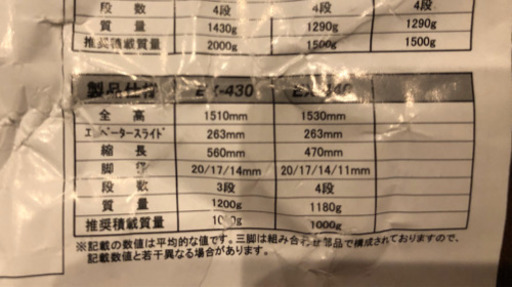 段 数 4段 4段 4段
質 量 1430g 1290g 1290g
推奨積載質量 2000g 1500g 1500g
製品仕様 EX-430
全 高 1510mm 1530mm
エレベータースライド 263mm 263mm
縮 長 560mm 470mm
脚 径 20/17/14mm 20/17/14/11mm
段 数 3段 4段
質 量 1200g 1180g
推奨積載質量 1000g
※記載の数値は平均的な値です。三脚は組み合わせ部品で構成されておりますので、
記載数値と若干異なる場合があります。